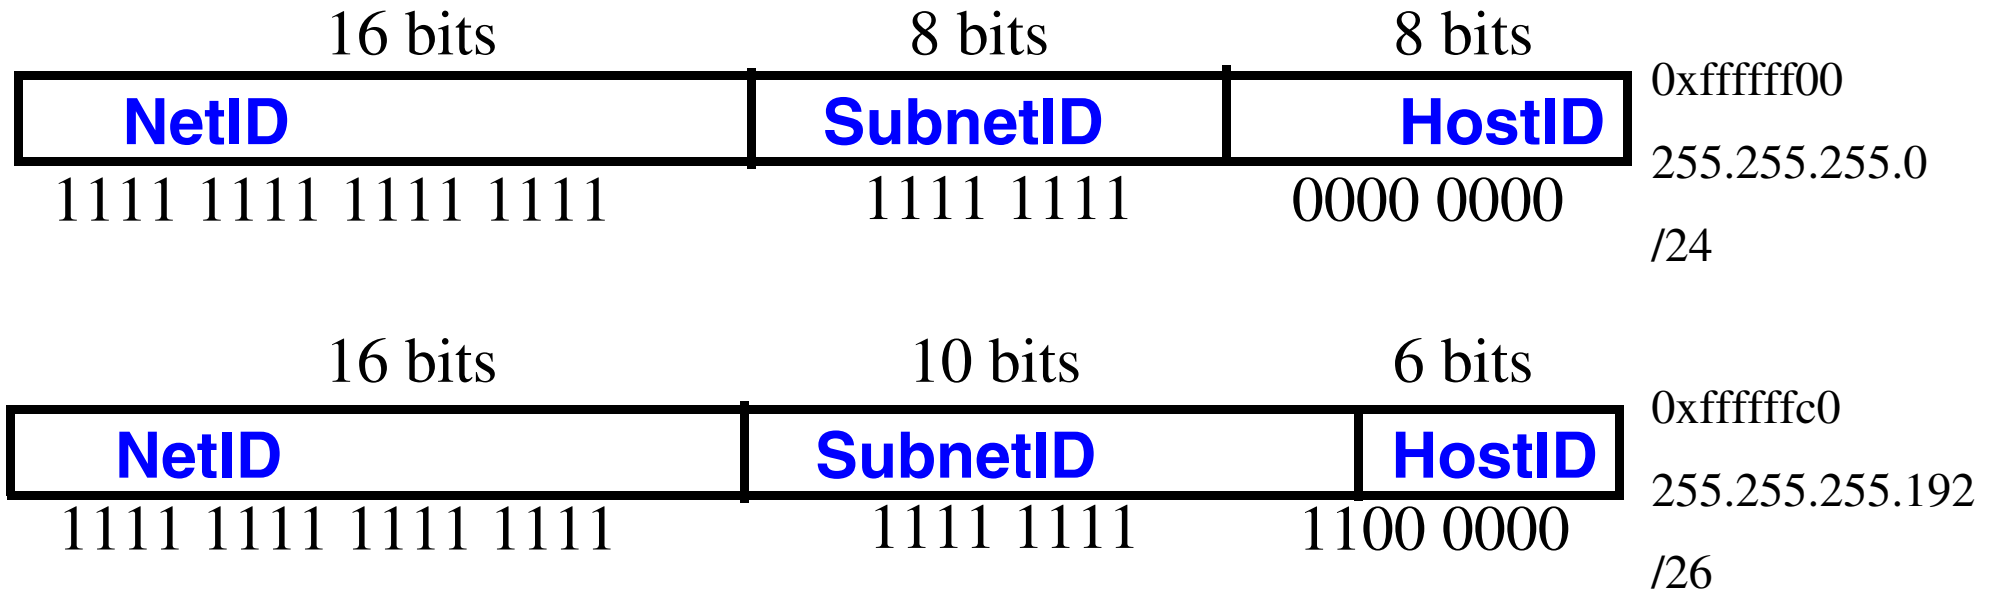 16 bits 8 bits 8 bits
0xffffff00
NetID SubnetID HostID
255.255.255.0
1111 1111 1111 1111 1111 1111 0000 0000
/24
16 bits 10 bits 6 bits
0xffffffc0
NetID SubnetID HostID
255.255.255.192
1111 1111 1111 1111 1111 1111 1100 0000
/26